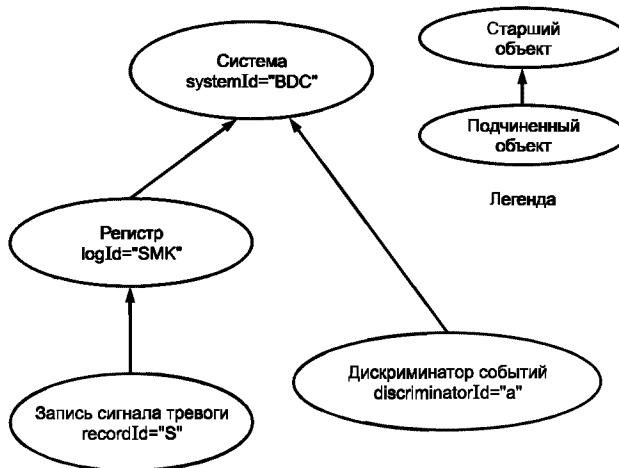 Система
systemId="BDC"
Старший
объект
Подчиненный
объект
Легенда
Регистр
logId="SMK"
Дискриминатор событий
discriminatorId="a"
Запись сигнала тревоги
recordId="S"